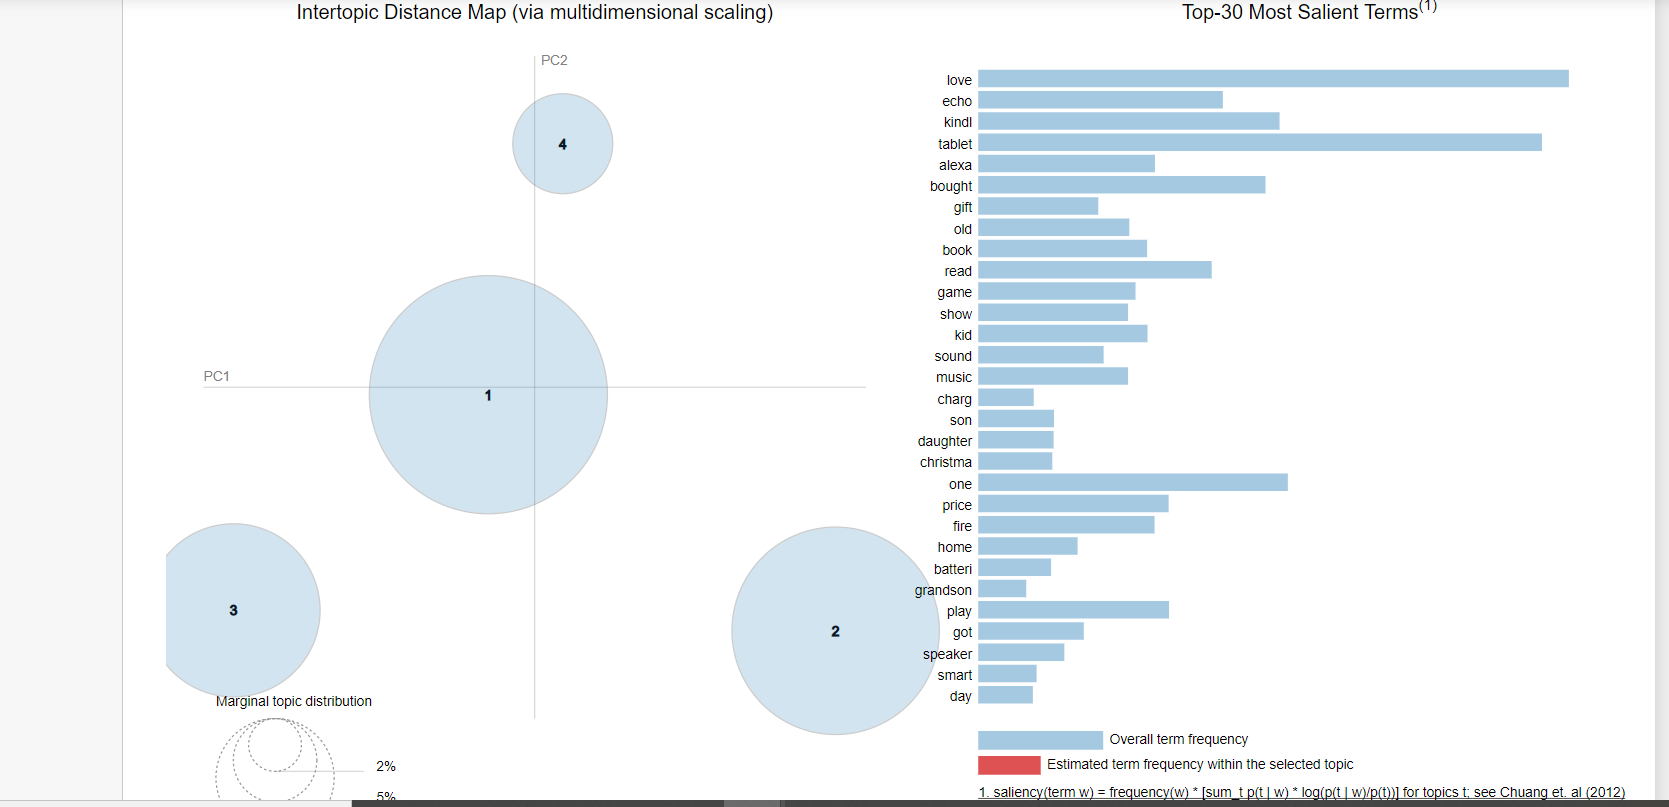 Intertopic Distance Map (via multidimensional scaling)
Top-30 Most Salient Terms(1)
PC2
4
PC1
1
3
2
Marginal topic distribution
2%
5%
love
echo
kindl
tablet
alexa
bought
gift
old
book
read
game
show
kid
sound
music
charg
son
daughter
christma
one
price
fire
home
batteri
grandson
play
got
speaker
smart
day
Overall term frequency
Estimated term frequency within the selected topic
1. saliency(term w) = frequency(w) * [sum_t p(t | w) * log(p(t | w)/p(t))] for topics t; see Chuang et. al (2012)